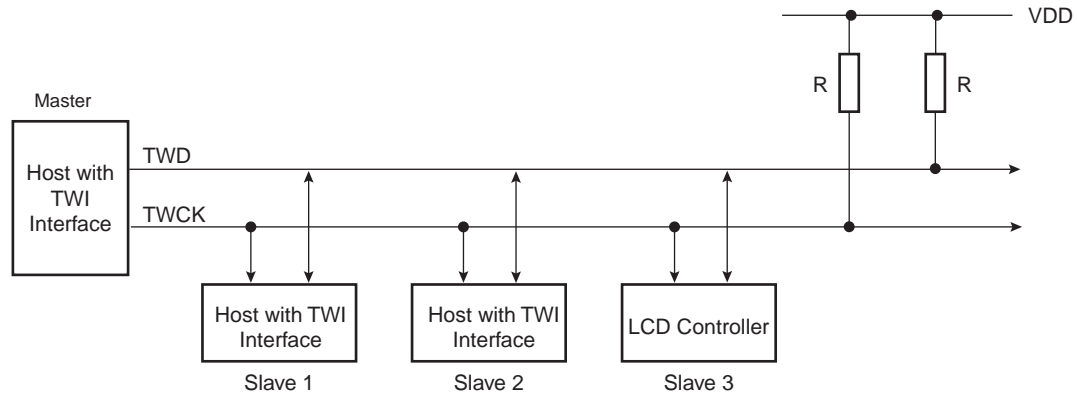 VDD
R
R
Master
Host with
TWI
Interface
TWD
TWCK
Host with TWI
Interface
Slave 1
Host with TWI
Interface
Slave 2
LCD Controller
Slave 3